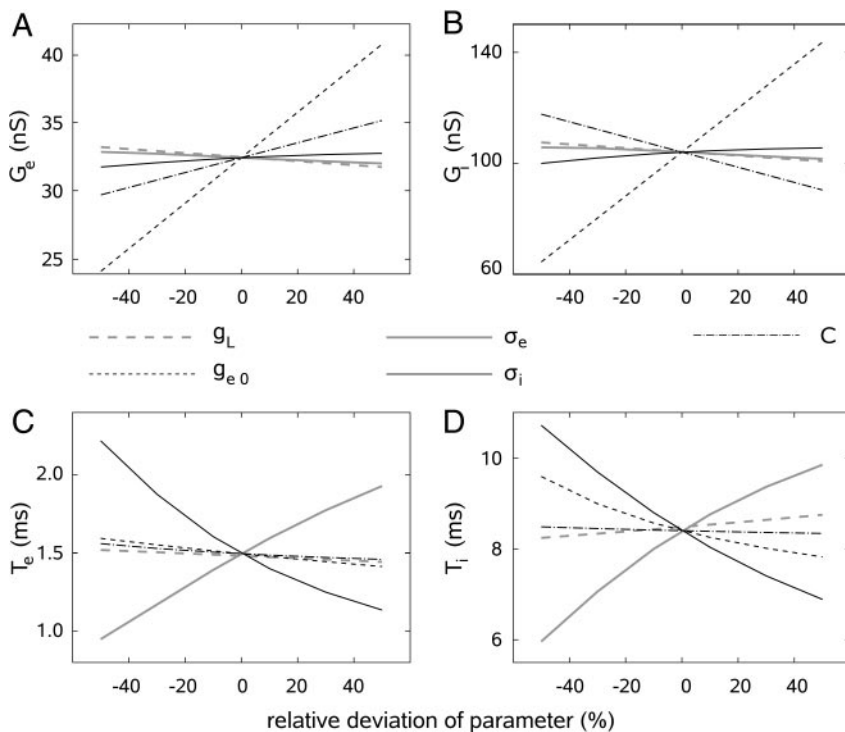 A
B
40
35
30
25
G_e (nS)
-40 -20 0 20 40
140
100
60
G_i (nS)
-40 -20 0 20 40
g_L
σ_e
C
g_{e 0}
σ_i
C
D
2.0
1.5
1.0
T_e (ms)
-40 -20 0 20 40
10
8
6
T_i (ms)
-40 -20 0 20 40
relative deviation of parameter (%)